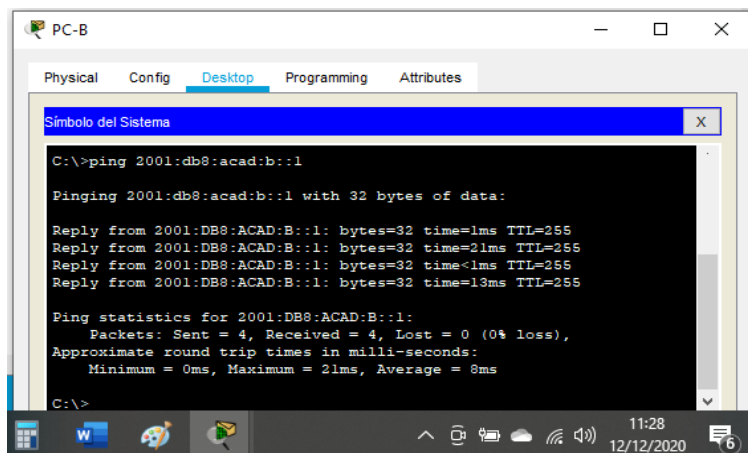 PC-B
Physical Config Desktop Programming Attributes
Símbolo del Sistema
X
C:\>ping 2001:db8:acad:b::1
Pinging 2001:db8:acad:b::1 with 32 bytes of data:
Reply from 2001:DB8:ACAD:B::1: bytes=32 time=1ms TTL=255
Reply from 2001:DB8:ACAD:B::1: bytes=32 time=21ms TTL=255
Reply from 2001:DB8:ACAD:B::1: bytes=32 time<1ms TTL=255
Reply from 2001:DB8:ACAD:B::1: bytes=32 time=13ms TTL=255
Ping statistics for 2001:DB8:ACAD:B::1:
Packets: Sent = 4, Received = 4, Lost = 0 (0% loss),
Approximate round trip times in milli-seconds:
Minimum = 0ms, Maximum = 21ms, Average = 8ms
C:\>
W
11:28
12/12/2020
6